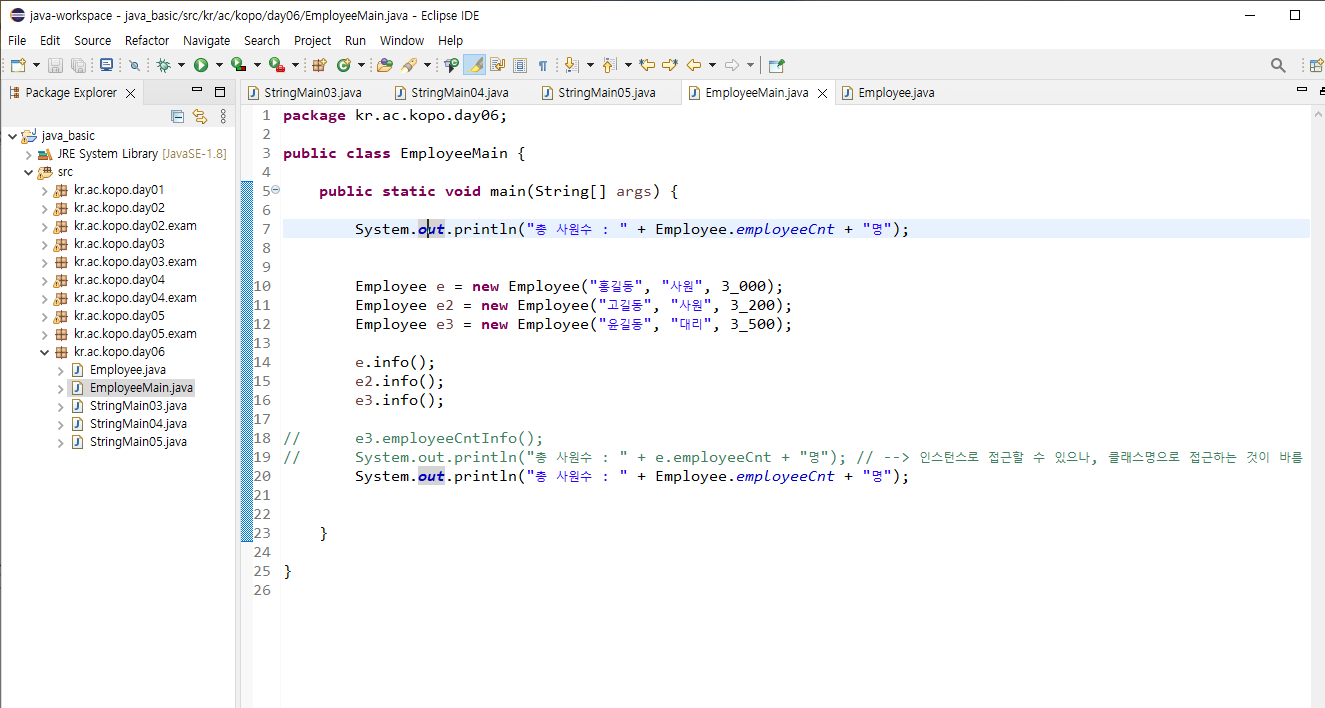 java-workspace - java_basic/src/kr/ac/kopo/day06/EmployeeMain.java - Eclipse IDE
File Edit Source Refactor Navigate Search Project Run Window Help
Package Explorer
StringMain03.java StringMain04.java StringMain05.java EmployeeMain.java Employee.java
java_basic
JRE System Library [JavaSE-1.8]
src
kr.ac.kopo.day01
kr.ac.kopo.day02
kr.ac.kopo.day02.exam
kr.ac.kopo.day03
kr.ac.kopo.day03.exam
kr.ac.kopo.day04
kr.ac.kopo.day04.exam
kr.ac.kopo.day05
kr.ac.kopo.day05.exam
kr.ac.kopo.day06
Employee.java
EmployeeMain.java
StringMain03.java
StringMain04.java
StringMain05.java
1 package kr.ac.kopo.day06;
2
3 public class EmployeeMain {
4
5 public static void main(String[] args) {
6
7 System.out.println("총 사원수 : " + Employee.employeeCnt + "명");
8
9
10 Employee e = new Employee("홍길동", "사원", 3_000);
11 Employee e2 = new Employee("고길동", "사원", 3_200);
12 Employee e3 = new Employee("윤길동", "대리", 3_500);
13
14 e.info();
15 e2.info();
16 e3.info();
17
18 // e3.employeeCntInfo();
19 // System.out.println("총 사원수 : " + e.employeeCnt + "명"); // --> 인스턴스로 접근할 수 있으나, 클래스명으로 접근하는 것이 바름
20 System.out.println("총 사원수 : " + Employee.employeeCnt + "명");
21
22
23 }
24
25 }
26